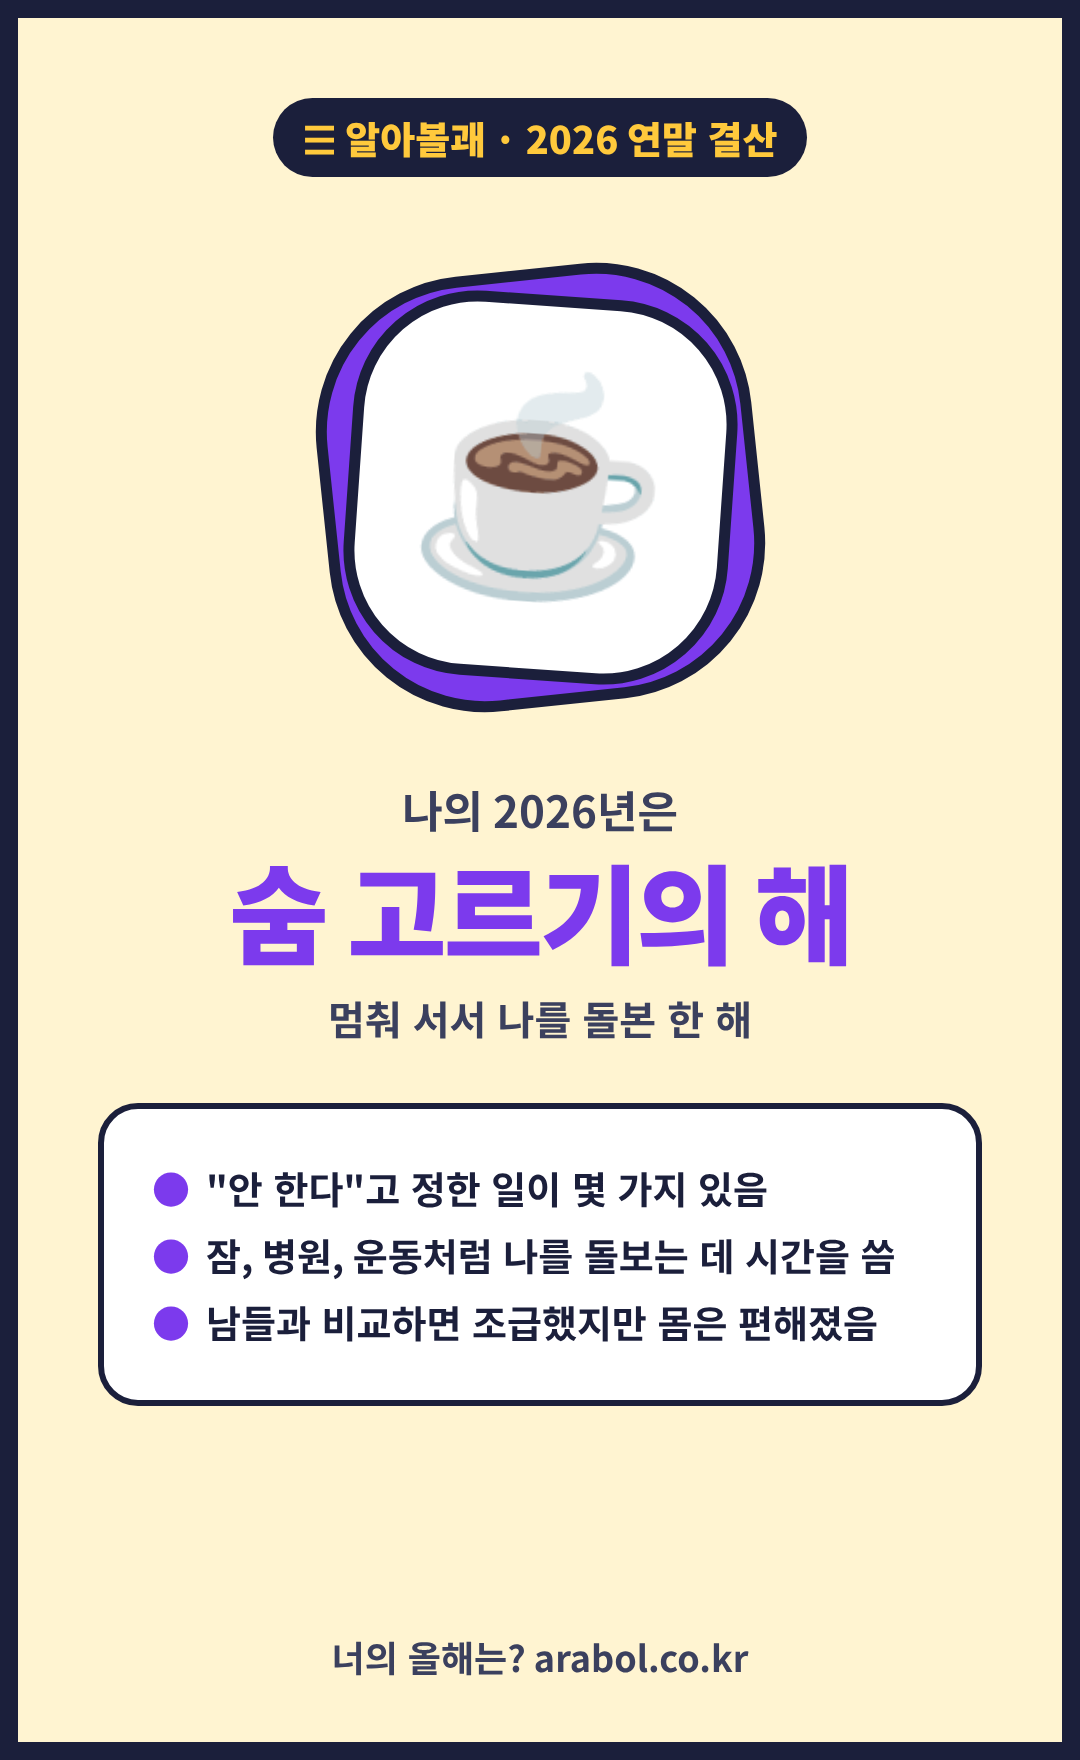 ☰ 알아볼괘 · 2026 연말 결산
나의 2026년은
숨 고르기의 해
멈춰 서서 나를 돌본 한 해
"안 한다"고 정한 일이 몇 가지 있음
잠, 병원, 운동처럼 나를 돌보는 데 시간을 씀
남들과 비교하면 조급했지만 몸은 편해졌음
너의 올해는? arabol.co.kr